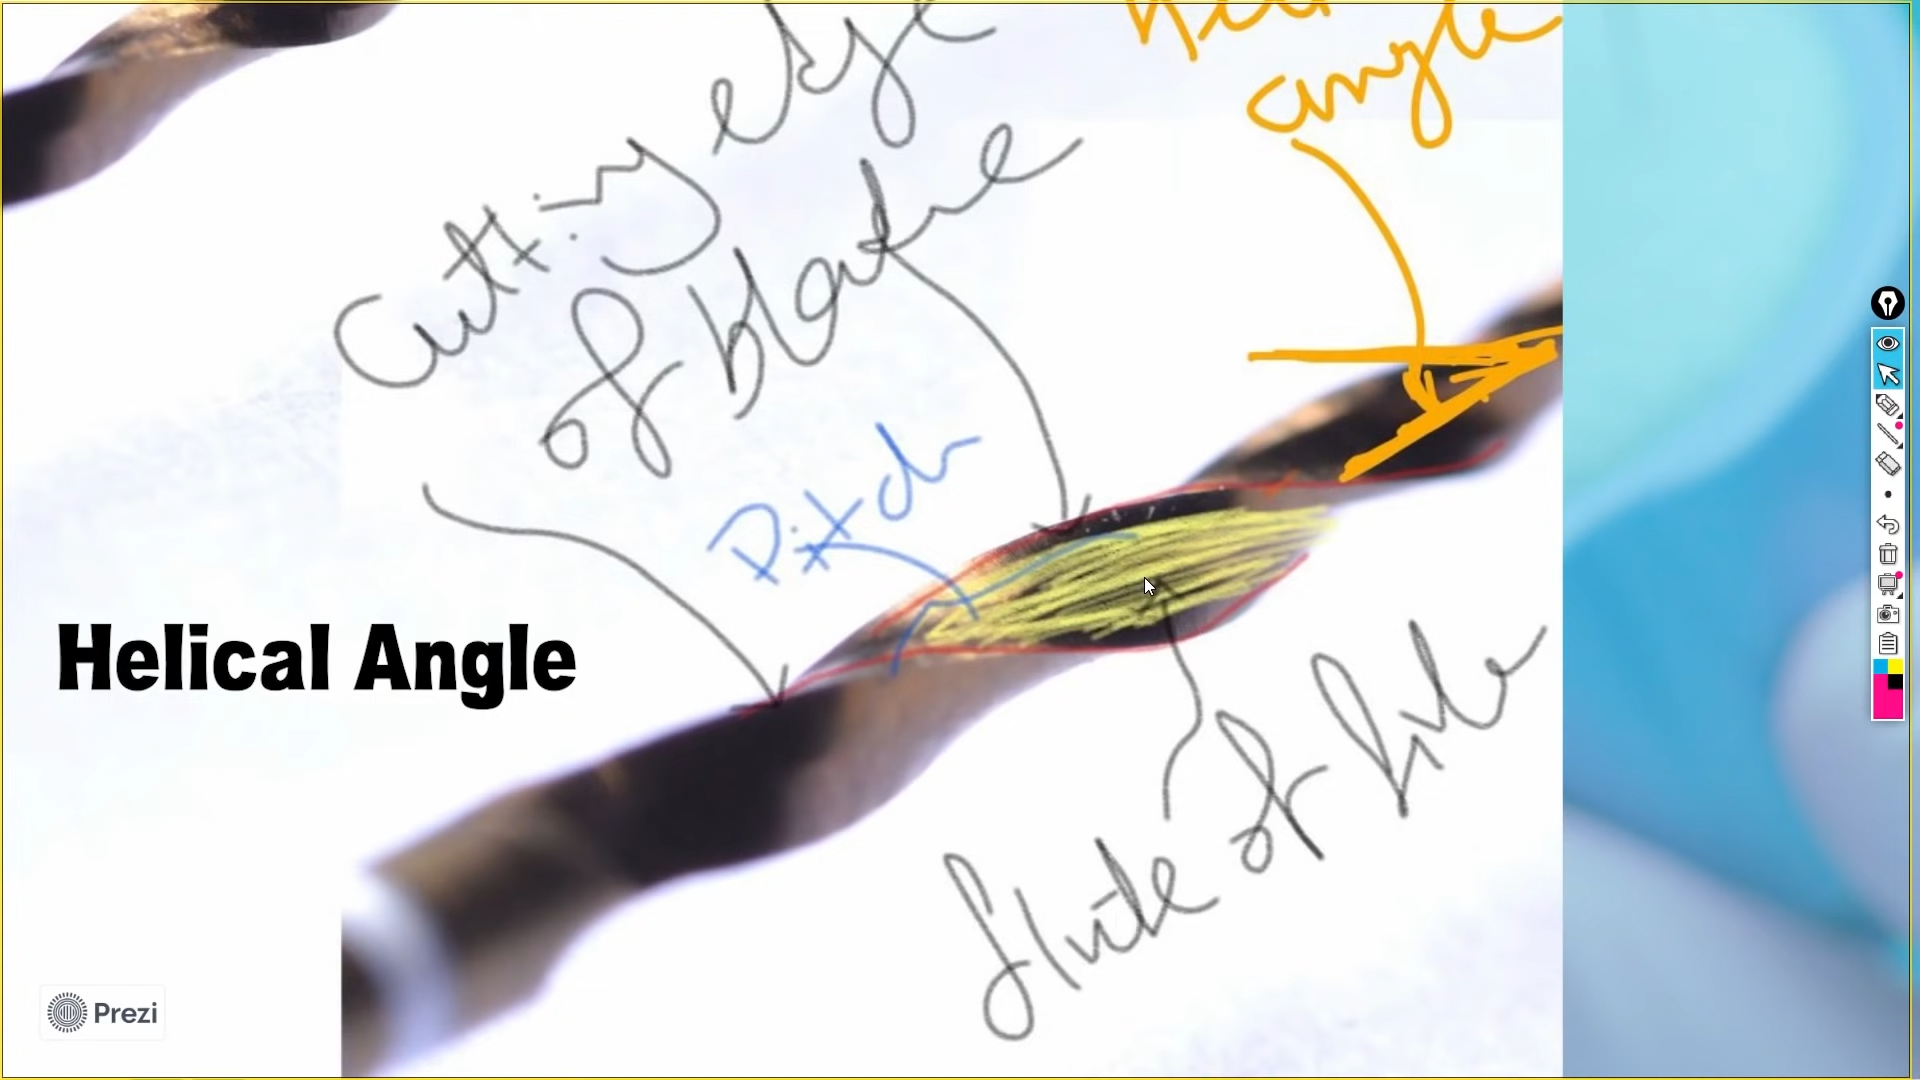 angle
Cutting edge
of blade
Pitch
Helical Angle
flute of file
Prezi